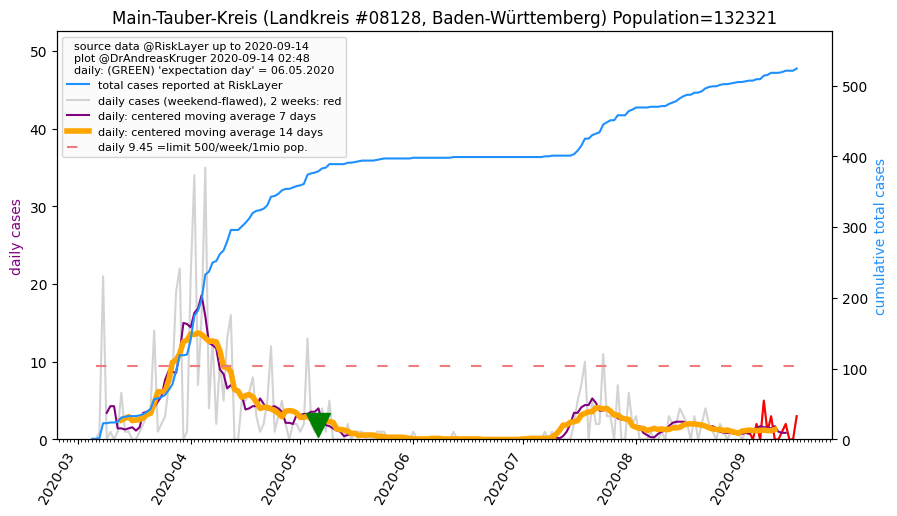 Main-Tauber-Kreis (Landkreis #08128, Baden-Württemberg) Population=132321
source data @RiskLayer up to 2020-09-14
plot @DrAndreasKruger 2020-09-14 02:48
daily: (GREEN) 'expectation day' = 06.05.2020
total cases reported at RiskLayer
daily cases (weekend-flawed), 2 weeks: red
daily: centered moving average 7 days
daily: centered moving average 14 days
daily 9.45 =limit 500/week/1mio pop.
daily cases
50
40
30
20
10
0
cumulative total cases
500
400
300
200
100
0
2020-03
2020-04
2020-05
2020-06
2020-07
2020-08
2020-09